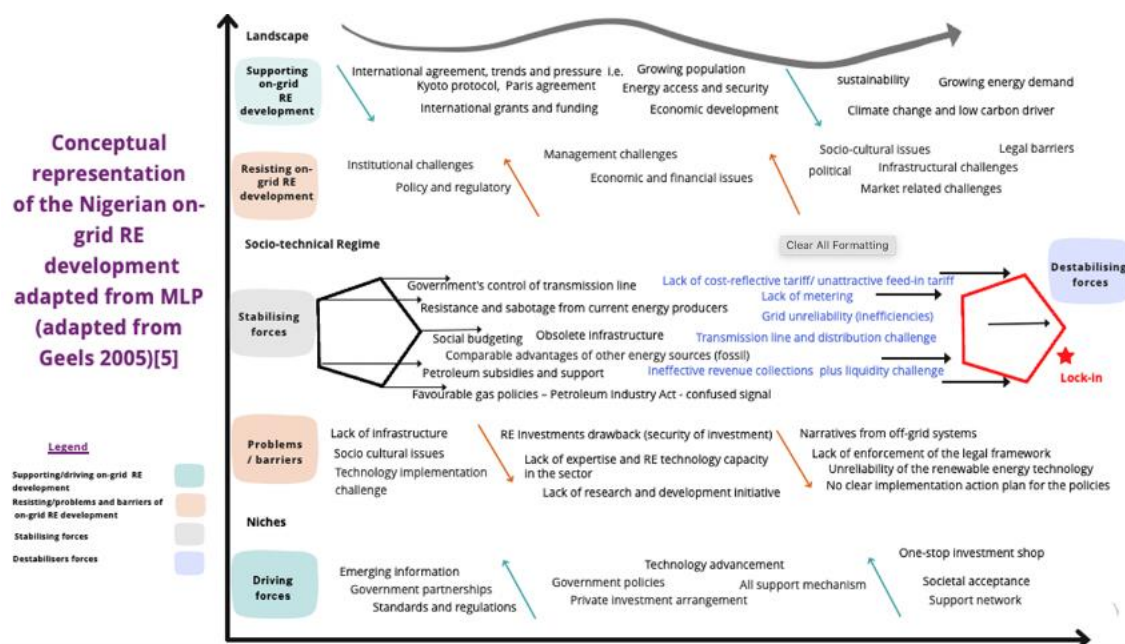 Conceptual
representation
of the Nigerian on-
grid RE
development
adapted from MLP
(adapted from
Geels 2005)[5]
Legend
Supporting/driving on-grid RE
development
Resisting/problems and barriers of
on-grid RE development
Stabilising forces
Destabilisers forces
Landscape
Supporting
on-grid
RE
development
International agreement, trends and pressure i.e.
Kyoto protocol, Paris agreement
International grants and funding
Growing population
Energy access and security
Economic development
sustainability
Growing energy demand
Climate change and low carbon driver
Resisting on-
grid RE
development
Institutional challenges
Policy and regulatory
Management challenges
Economic and financial issues
Socio-cultural issues
Legal barriers
political
Infrastructural challenges
Market related challenges
Socio-technical Regime
Clear All Formatting
Destabilising
forces
Stabilising
forces
Government's control of transmission line
Resistance and sabotage from current energy producers
Social budgeting
Obsolete infrastructure
Comparable advantages of other energy sources (fossil)
Petroleum subsidies and support
Favourable gas policies – Petroleum Industry Act - confused signal
Lack of cost-reflective tariff/ unattractive feed-in tariff
Lack of metering
Grid unreliability (inefficiencies)
Transmission line and distribution challenge
Ineffective revenue collections plus liquidity challenge
Lock-in
Problems
/ barriers
Lack of infrastructure
Socio cultural issues
Technology implementation
challenge
RE Investments drawback (security of investment)
Lack of expertise and RE technology capacity
in the sector
Lack of research and development Initiative
Narratives from off-grid systems
Lack of enforcement of the legal framework
Unreliability of the renewable energy technology
No clear implementation action plan for the policies
Niches
Driving
forces
Emerging information
Government partnerships
Standards and regulations
Technology advancement
Government policies
All support mechanism
Private investment arrangement
One-stop investment shop
Societal acceptance
Support network